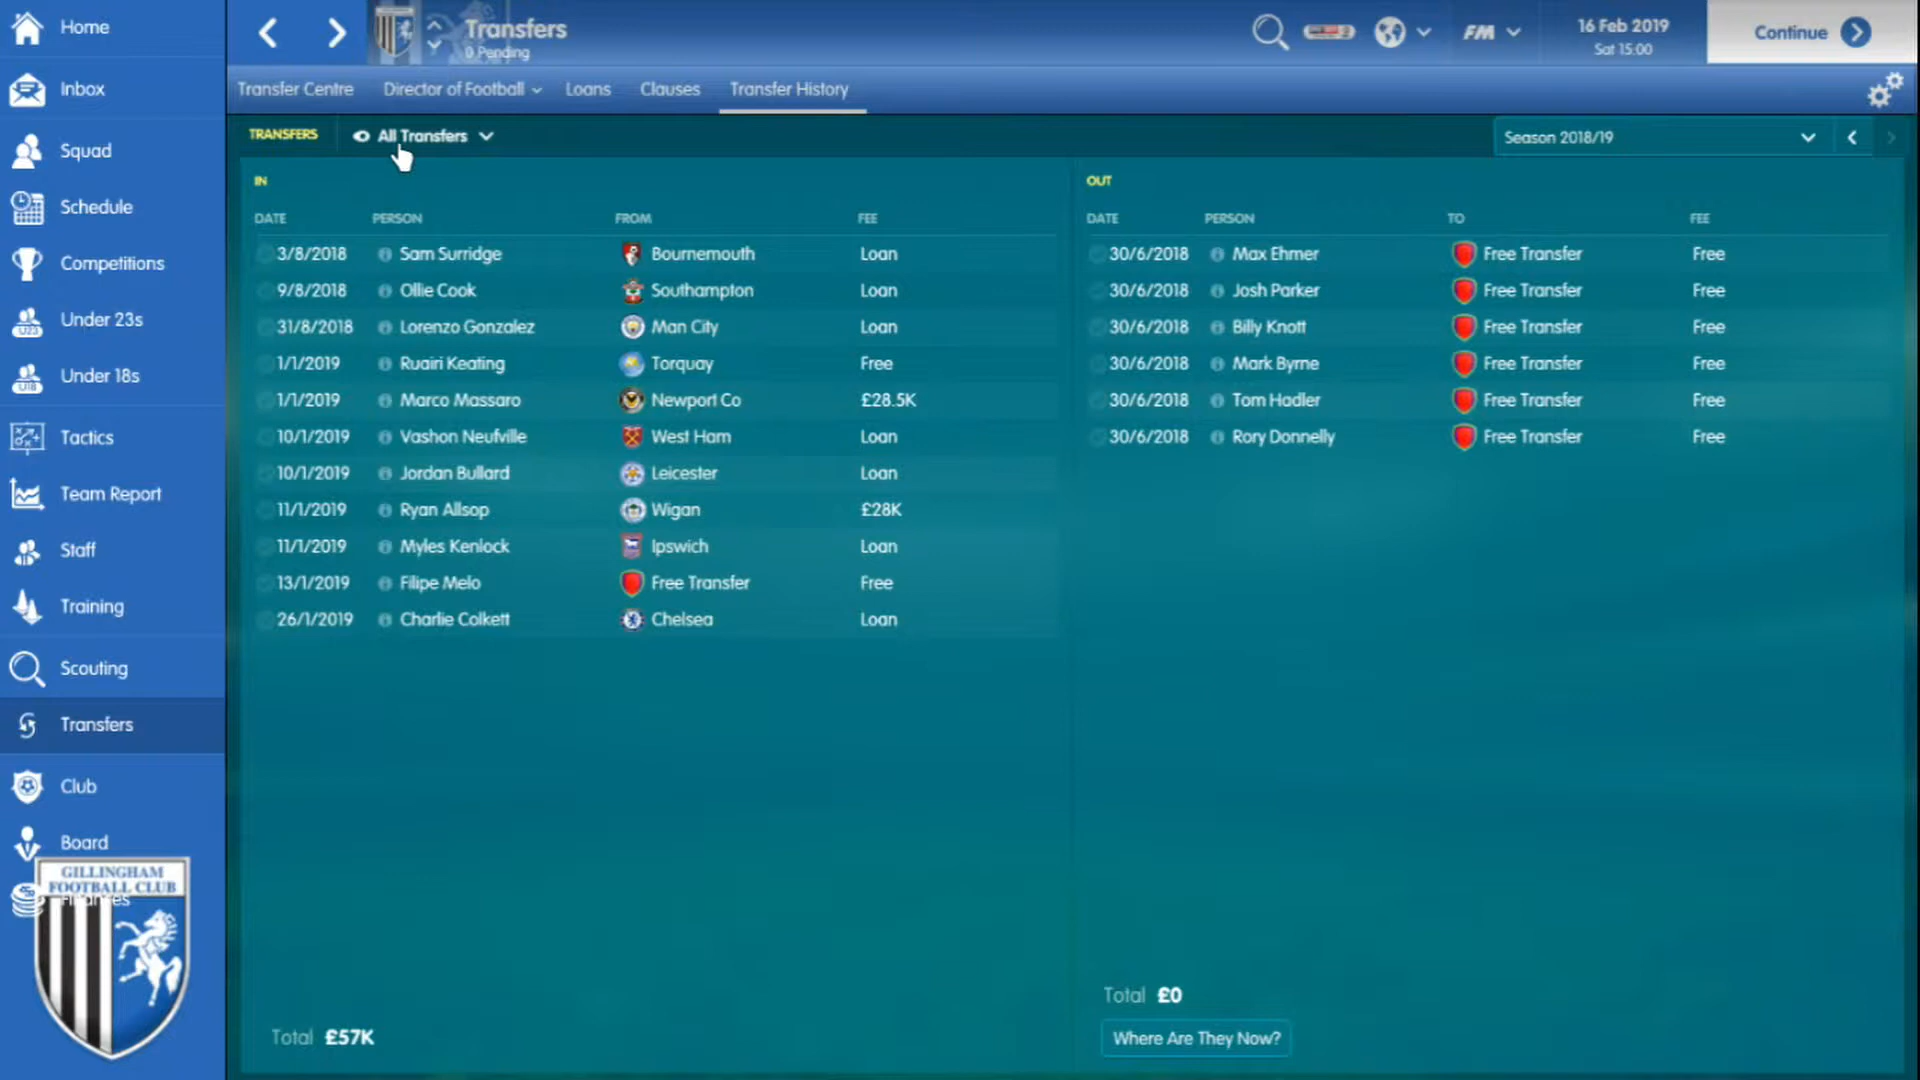 Home
Inbox
Squad
Schedule
Competitions
Under 23s
Under 18s
Tactics
Team Report
Staff
Training
Scouting
Transfers
Club
Board
Finances
GILLINGHAM
FOOTBALL CLUB
Transfers
0 Pending
FM
16 Feb 2019
Sat 15:00
Continue
Transfer Centre Director of Football Loans Clauses Transfer History
TRANSFERS All Transfers Season 2018/19
IN
DATE PERSON FROM FEE
3/8/2018 Sam Surridge Bournemouth Loan
9/8/2018 Ollie Cook Southampton Loan
31/8/2018 Lorenzo Gonzalez Man City Loan
1/1/2019 Ruairi Keating Torquay Free
1/1/2019 Marco Massaro Newport Co £28.5K
10/1/2019 Vashon Neufville West Ham Loan
10/1/2019 Jordan Bullard Leicester Loan
11/1/2019 Ryan Allsop Wigan £28K
11/1/2019 Myles Kenlock Ipswich Loan
13/1/2019 Filipe Melo Free Transfer Free
26/1/2019 Charlie Colkett Chelsea Loan
Total £57K
OUT
DATE PERSON TO FEE
30/6/2018 Max Ehmer Free Transfer Free
30/6/2018 Josh Parker Free Transfer Free
30/6/2018 Billy Knott Free Transfer Free
30/6/2018 Mark Byrne Free Transfer Free
30/6/2018 Tom Hadler Free Transfer Free
30/6/2018 Rory Donnelly Free Transfer Free
Total £0
Where Are They Now?